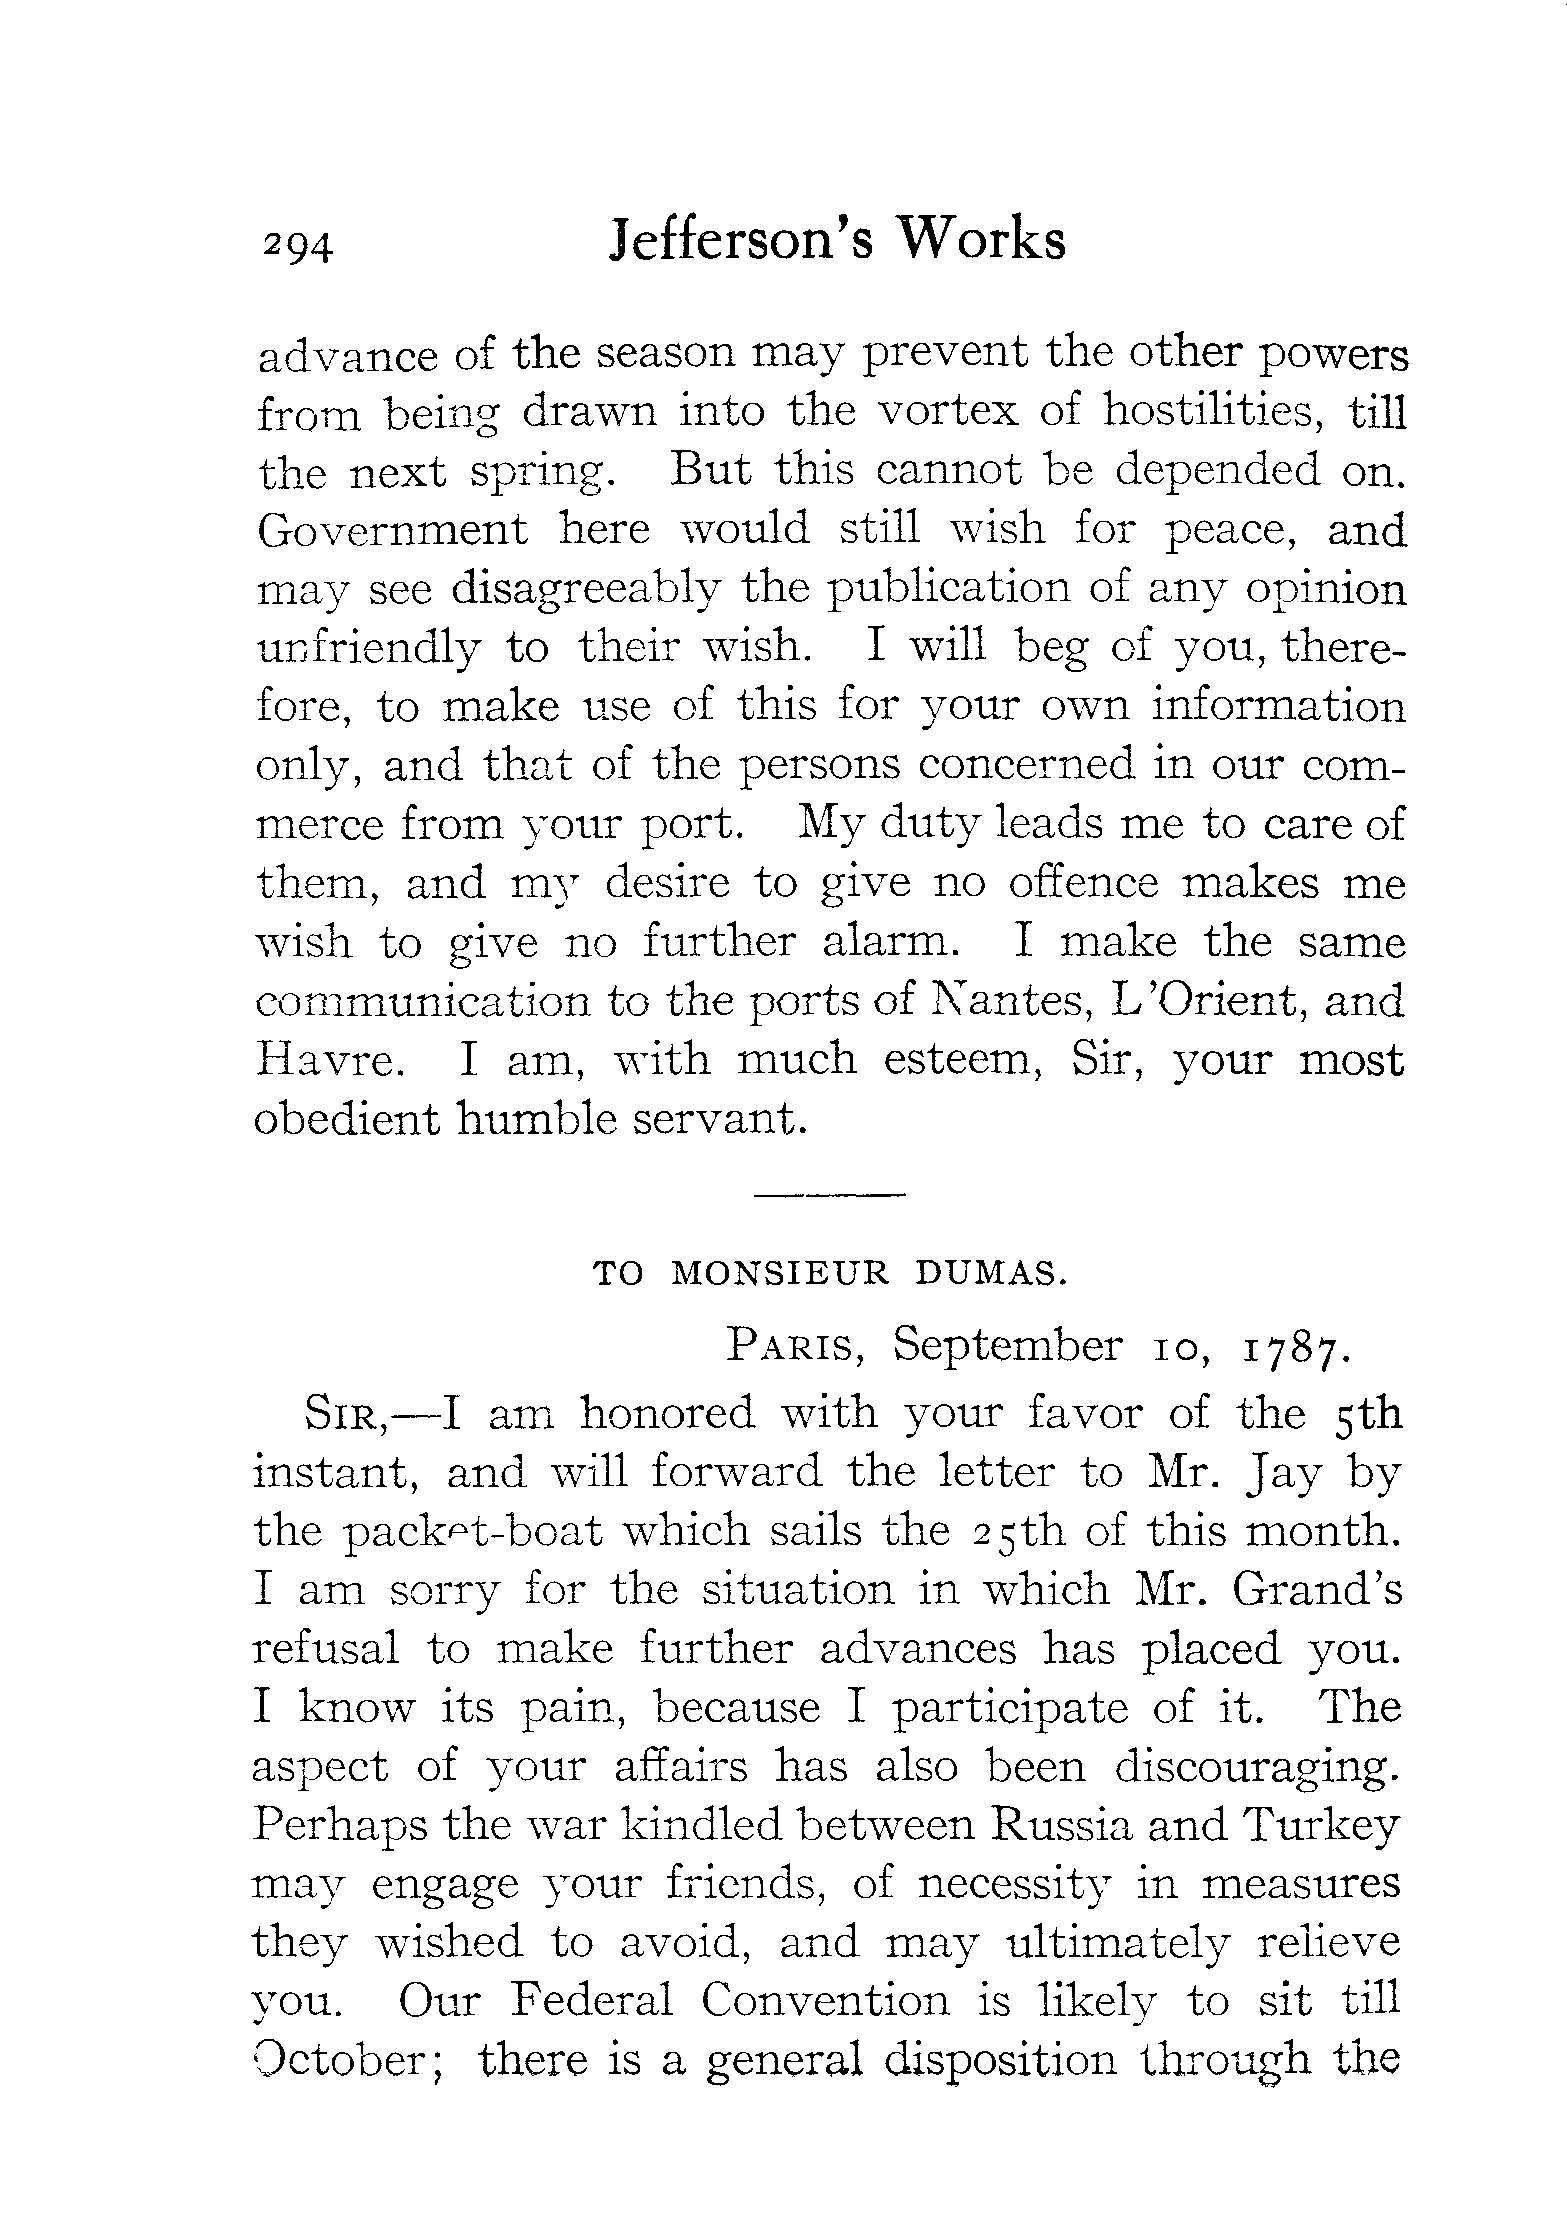 294 Jefferson's Works
advance of the season may prevent the other powers
from being drawn into the vortex of hostilities, till
the next spring. But this cannot be depended on.
Government here would still wish for peace, and
may see disagreeably the publication of any opinion
unfriendly to their wish. I will beg of you, there-
fore, to make use of this for your own information
only, and that of the persons concerned in our com-
merce from your port. My duty leads me to care of
them, and my desire to give no offence makes me
wish to give no further alarm. I make the same
communication to the ports of Nantes, L'Orient, and
Havre. I am, with much esteem, Sir, your most
obedient humble servant.
TO MONSIEUR DUMAS.
PARIS, September 10, 1787.
SIR,—I am honored with your favor of the 5th
instant, and will forward the letter to Mr. Jay by
the packet-boat which sails the 25th of this month.
I am sorry for the situation in which Mr. Grand's
refusal to make further advances has placed you.
I know its pain, because I participate of it. The
aspect of your affairs has also been discouraging.
Perhaps the war kindled between Russia and Turkey
may engage your friends, of necessity in measures
they wished to avoid, and may ultimately relieve
you. Our Federal Convention is likely to sit till
October; there is a general disposition through the